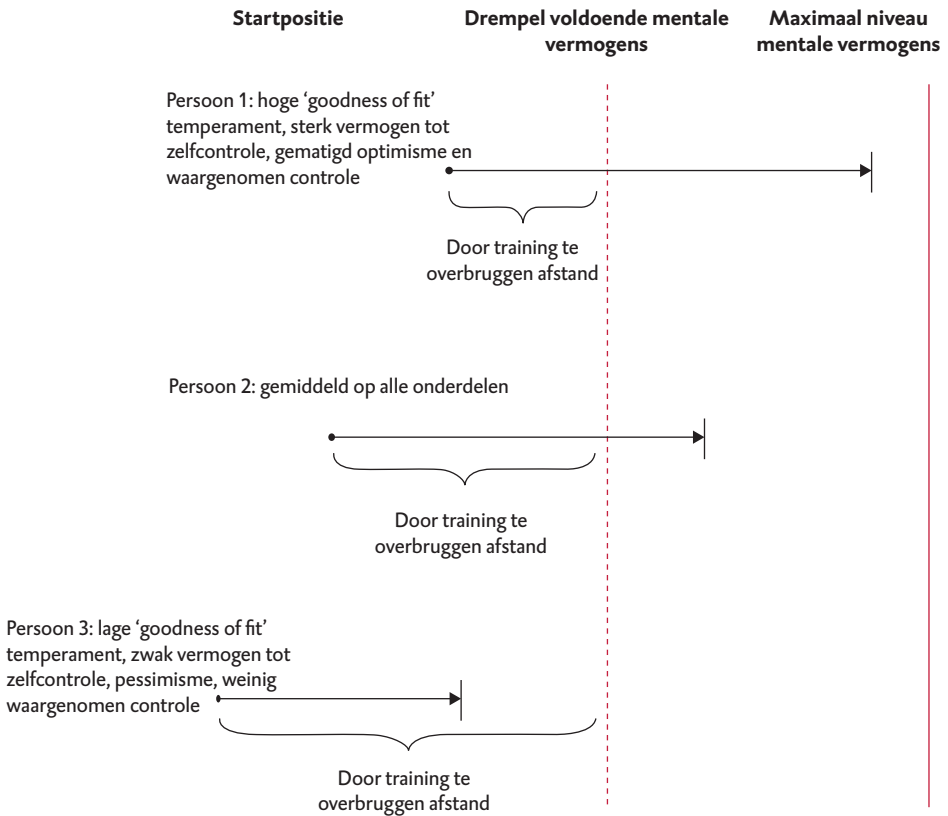 Startpositie
Drempel voldoende mentale
vermogens
Maximaal niveau
mentale vermogens
Persoon 1: hoge ‘goodness of fit’
temperament, sterk vermogen tot
zelfcontrole, gematigd optimisme en
waargenomen controle
Door training te
overbruggen afstand
Persoon 2: gemiddeld op alle onderdelen
Door training te
overbruggen afstand
Persoon 3: lage ‘goodness of fit’
temperament, zwak vermogen tot
zelfcontrole, pessimisme, weinig
waargenomen controle
Door training te
overbruggen afstand